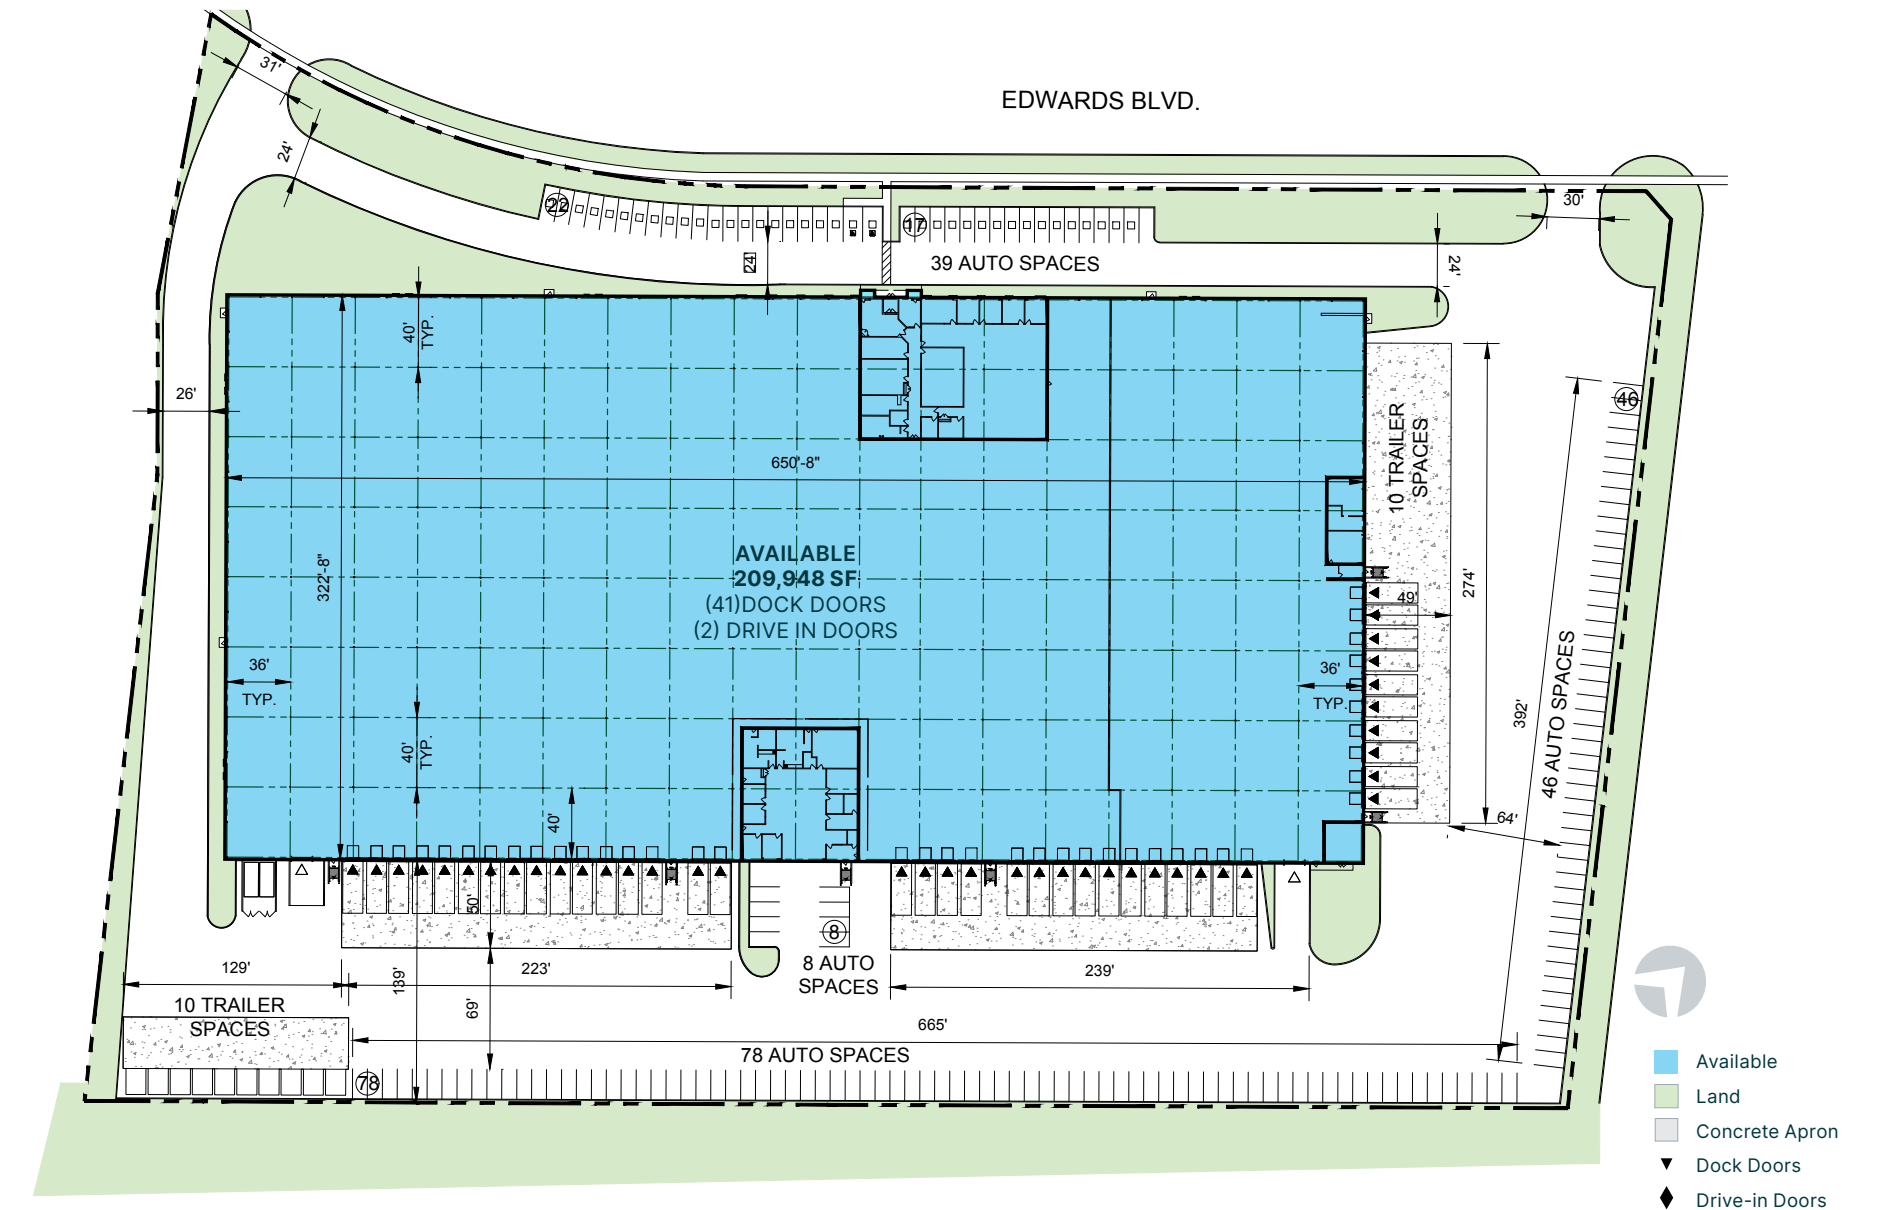 EDWARDS BLVD.
31'
24'
22
17
30'
24'
39 AUTO SPACES
24'
40'
TYP.
26'
46
10 TRAILER
SPACES
650'-8"
322'-8"
AVAILABLE
209,948 SF
(41)DOCK DOORS
(2) DRIVE IN DOORS
274'
49'
36'
TYP.
36'
TYP.
46 AUTO SPACES
392'
40'
TYP.
40'
64'
50'
8
129'
223'
139'
69'
8 AUTO
SPACES
239'
10 TRAILER
SPACES
665'
78 AUTO SPACES
78
Available
Land
Concrete Apron
Dock Doors
Drive-in Doors